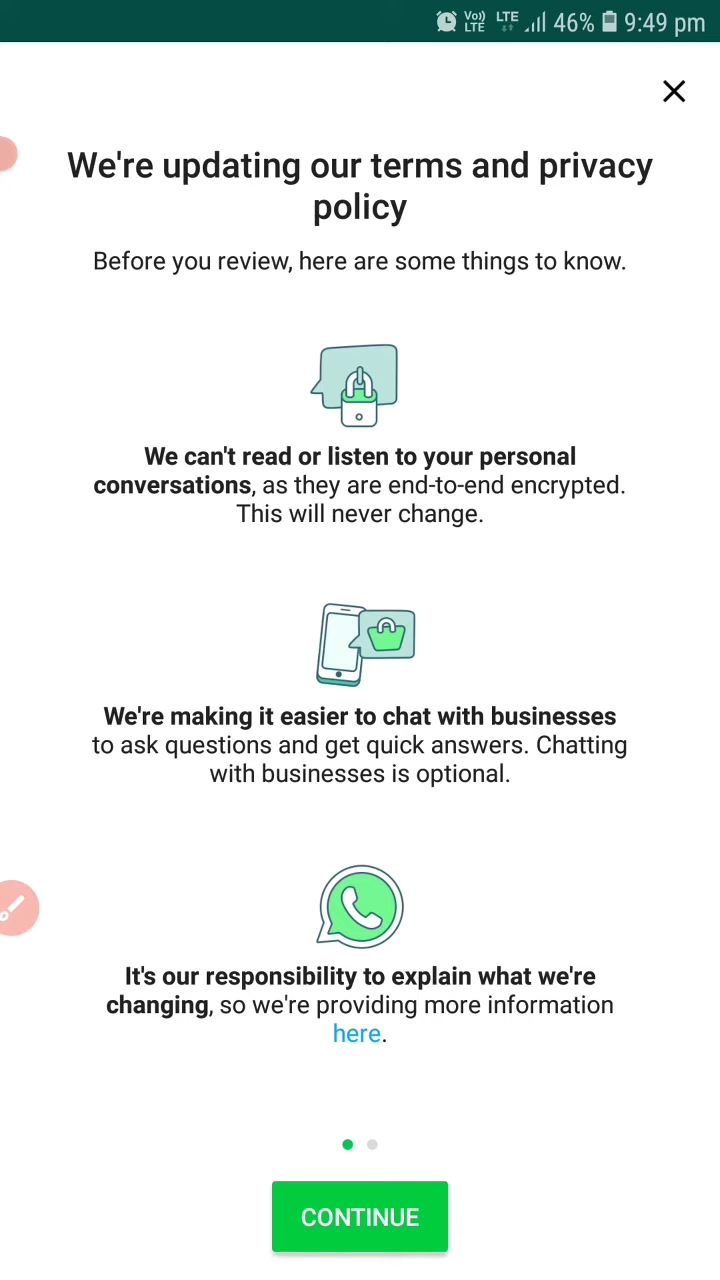 Vo)) LTE LTE 46% 9:49 pm
We're updating our terms and privacy
policy
Before you review, here are some things to know.
We can't read or listen to your personal
conversations, as they are end-to-end encrypted.
This will never change.
We're making it easier to chat with businesses
to ask questions and get quick answers. Chatting
with businesses is optional.
It's our responsibility to explain what we're
changing, so we're providing more information
here.
CONTINUE